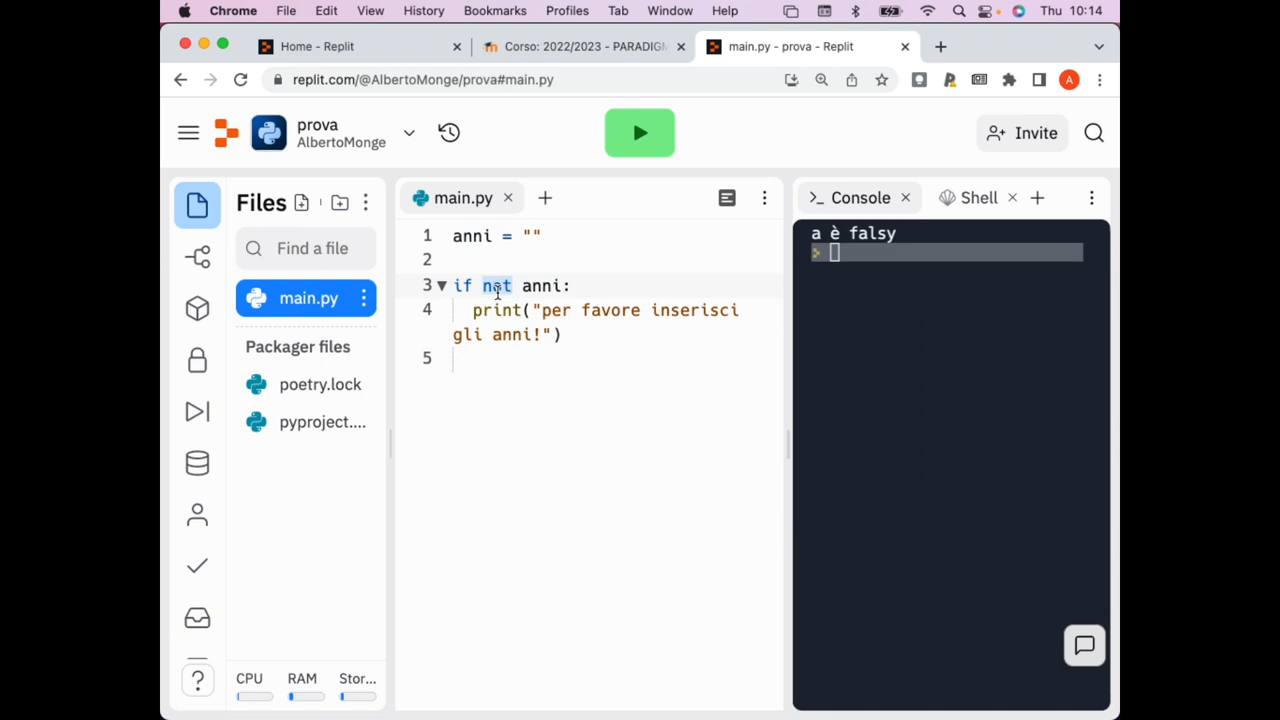 Chrome File Edit View History Bookmarks Profiles Tab Window Help Thu 10:14
Home - Replit Corso: 2022/2023 - PARADIGM main.py - prova - Replit
replit.com/@AlbertoMonge/prova#main.py A
prova
AlbertoMonge
Invite
Files
main.py
Console
Shell
Find a file
main.py
Packager files
poetry.lock
pyproject....
CPU RAM Stor...
1 anni = ""
2
3 if not anni:
4 print("per favore inserisci
gli anni!")
5
a è falsy
>
?